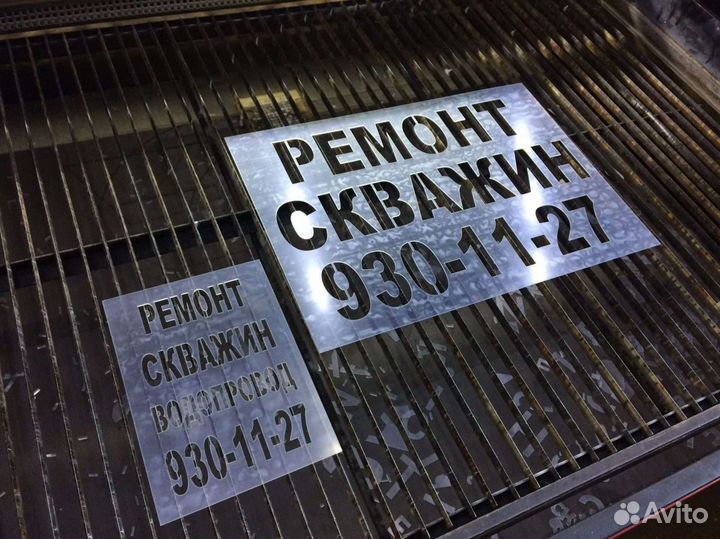 РЕМОНТ
СКВАЖИН
930-11-27
РЕМОНТ
СКВАЖИН
ВОДОПРОВОД
930-11-27
Avito